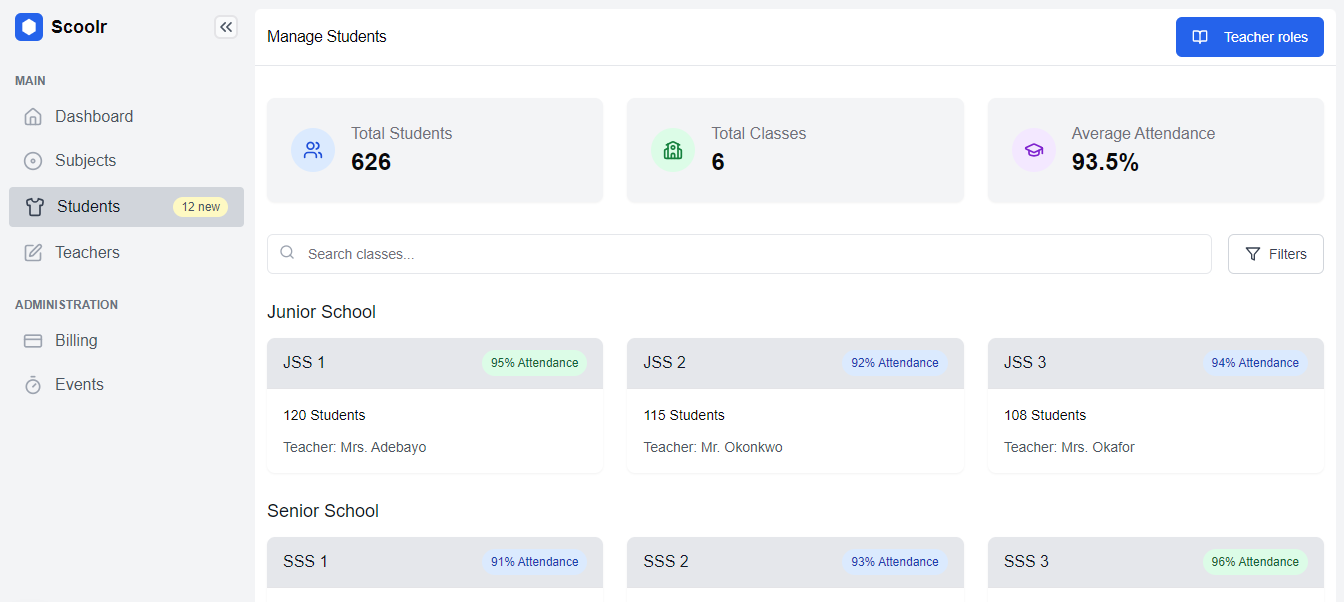 Scoolr
MAIN
Dashboard
Subjects
Students
12 new
Teachers
ADMINISTRATION
Billing
Events
Manage Students
Teacher roles
Total Students
626
Total Classes
6
Average Attendance
93.5%
Search classes...
Filters
Junior School
JSS 1
95% Attendance
120 Students
Teacher: Mrs. Adebayo
JSS 2
92% Attendance
115 Students
Teacher: Mr. Okonkwo
JSS 3
94% Attendance
108 Students
Teacher: Mrs. Okafor
Senior School
SSS 1
91% Attendance
SSS 2
93% Attendance
SSS 3
96% Attendance